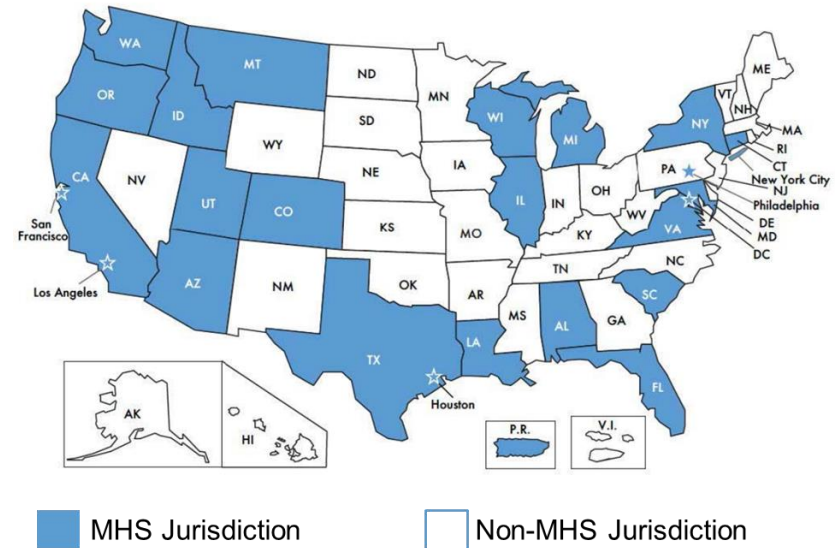 WA
MT
ND
MN
ME
VT
NH
OR
ID
SD
WI
MI
NY
MA
RI
CT
New York City
NJ
Philadelphia
DE
MD
DC
WY
IA
PA
CA
NV
NE
IL
IN
OH
UT
CO
KS
MO
KY
WV
VA
San
Francisco
Los Angeles
AZ
NM
OK
AR
TN
NC
SC
MS
AL
GA
TX
LA
FL
Houston
AK
HI
P.R.
V.I.
MHS Jurisdiction
Non-MHS Jurisdiction